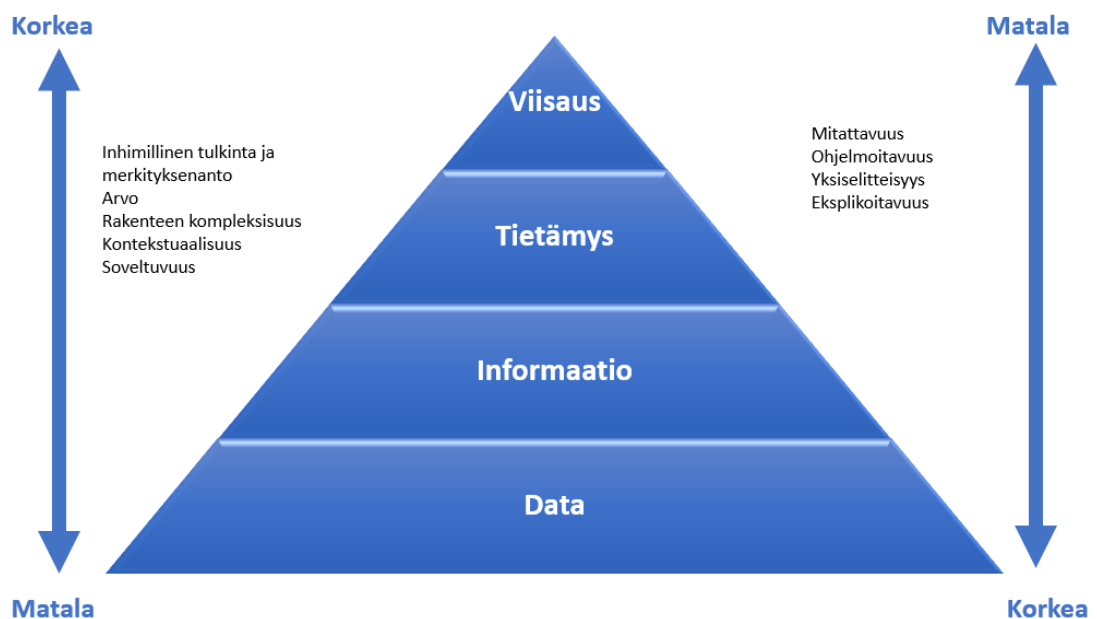 Korkea
Matala
Viisaus
Inhimillinen tulkinta ja
merkityksenanto
Arvo
Rakenteen kompleksisuus
Kontekstuaalisuus
Soveltuvuus
Mitattavuus
Ohjelmoitavuus
Yksiselitteisyys
Eksplikoitavuus
Tietämys
Informaatio
Data
Matala
Korkea